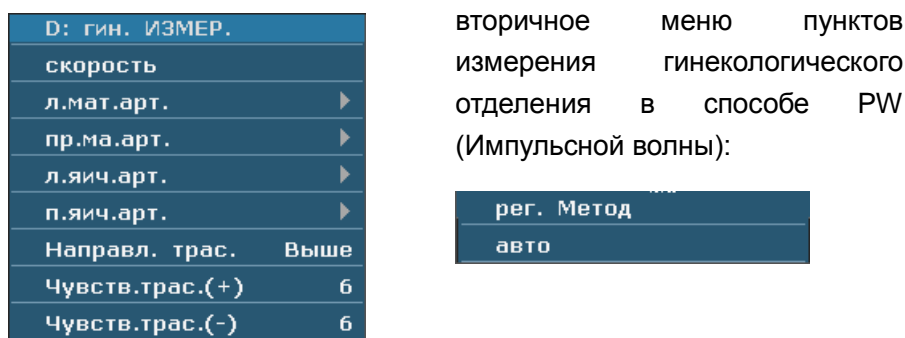 D: гин. ИЗМЕР.
скорость
л.мат.арт.
пр.ма.арт.
л.яич.арт.
п.яич.арт.
Направл. трас. Выше
Чувств.трас.(+) 6
Чувств.трас.(-) 6
вторичное меню пунктов
измерения гинекологического
отделения в способе PW
(Импульсной волны):
рег. Метод
авто